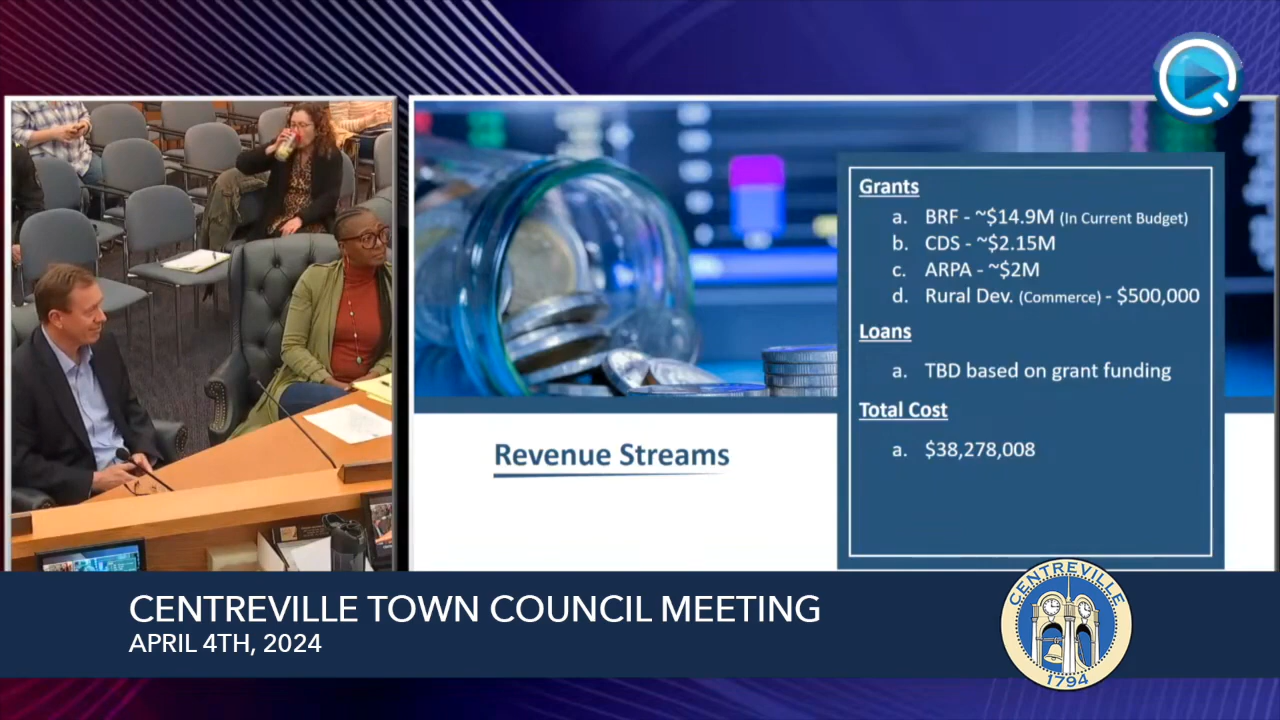 Grants
a. BRF - ~$14.9M (In Current Budget)
b. CDS - ~$2.15M
c. ARPA - ~$2M
d. Rural Dev. (Commerce) - $500,000
Loans
a. TBD based on grant funding
Total Cost
a. $38,278,008
Revenue Streams
CENTREVILLE TOWN COUNCIL MEETING
APRIL 4TH, 2024
CENTREVILLE
1794